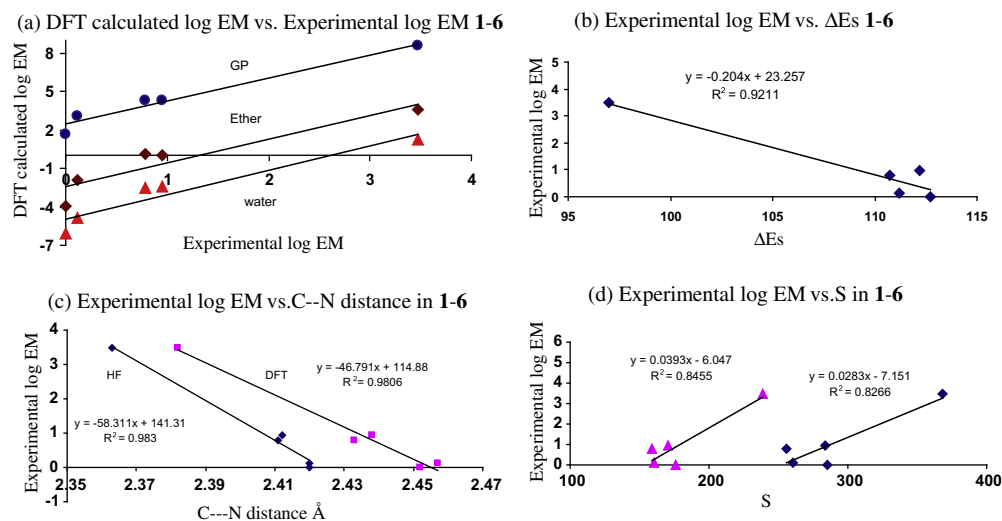 (a) DFT calculated log EM vs. Experimental log EM 1-6
DFT calculated log EM
8
5
2
-1
-4
-7
0
1
2
3
4
GP
Ether
water
Experimental log EM
(b) Experimental log EM vs. ΔEs 1-6
Experimental log EM
5
4
3
2
1
0
95
100
105
110
115
y = -0.204x + 23.257
R² = 0.9211
ΔEs
(c) Experimental log EM vs.C--N distance in 1-6
Experimental log EM
4
3
2
1
0
-1
2.35
2.37
2.39
2.41
2.43
2.45
2.47
HF
DFT
y = -46.791x + 114.88
R² = 0.9806
y = -58.311x + 141.31
R² = 0.983
C---N distance Å
(d) Experimental log EM vs.S in 1-6
Experimental log EM
5
4
3
2
1
0
100
200
300
400
y = 0.0393x - 6.047
R² = 0.8455
y = 0.0283x - 7.151
R² = 0.8266
S